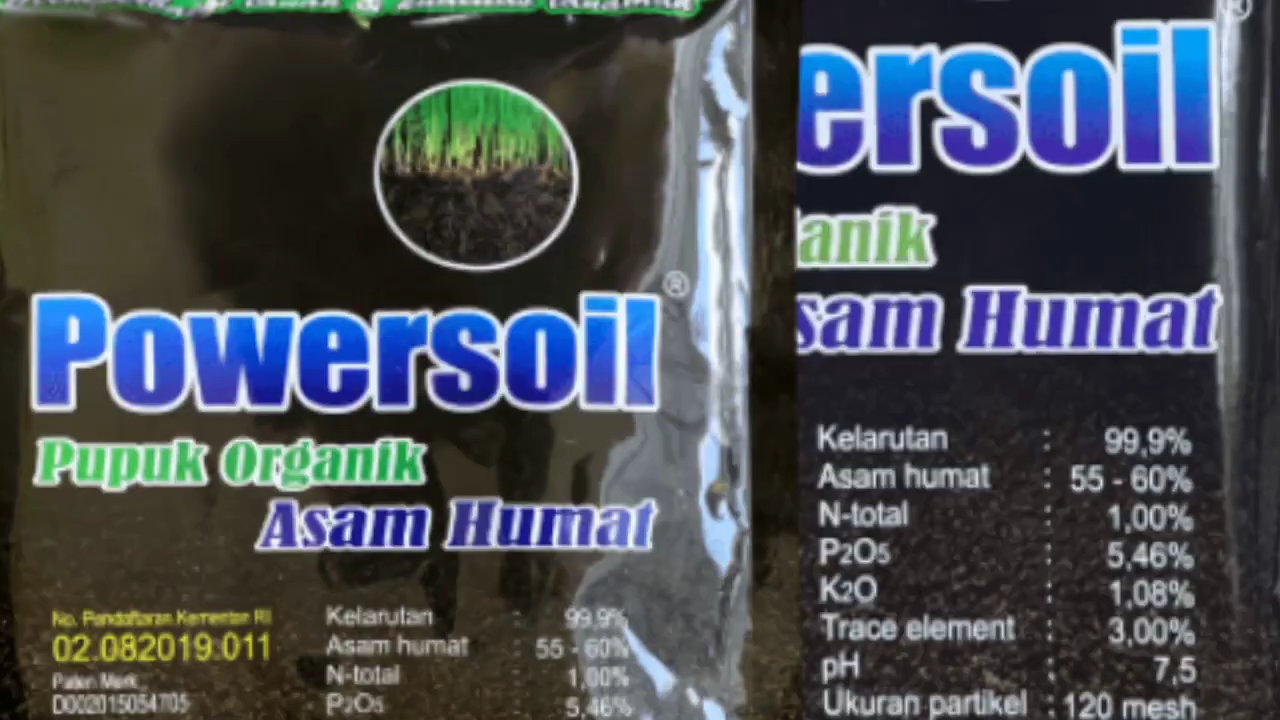 & 
®
Powersoil
Pupuk Organik
Asam Humat
No. Pendaftaran Kementan RI
02.082019.011
Paten Merk
D002015054705
Kelarutan : 99,9%
Asam humat : 55 - 60%
N-total : 1,00%
P2O5 : 5,46%
®
ersoil
anik
sam Humat
Kelarutan : 99,9%
Asam humat : 55 - 60%
N-total : 1,00%
P2O5 : 5,46%
K2O : 1,08%
Trace element : 3,00%
pH : 7,5
Ukuran partikel : 120 mesh